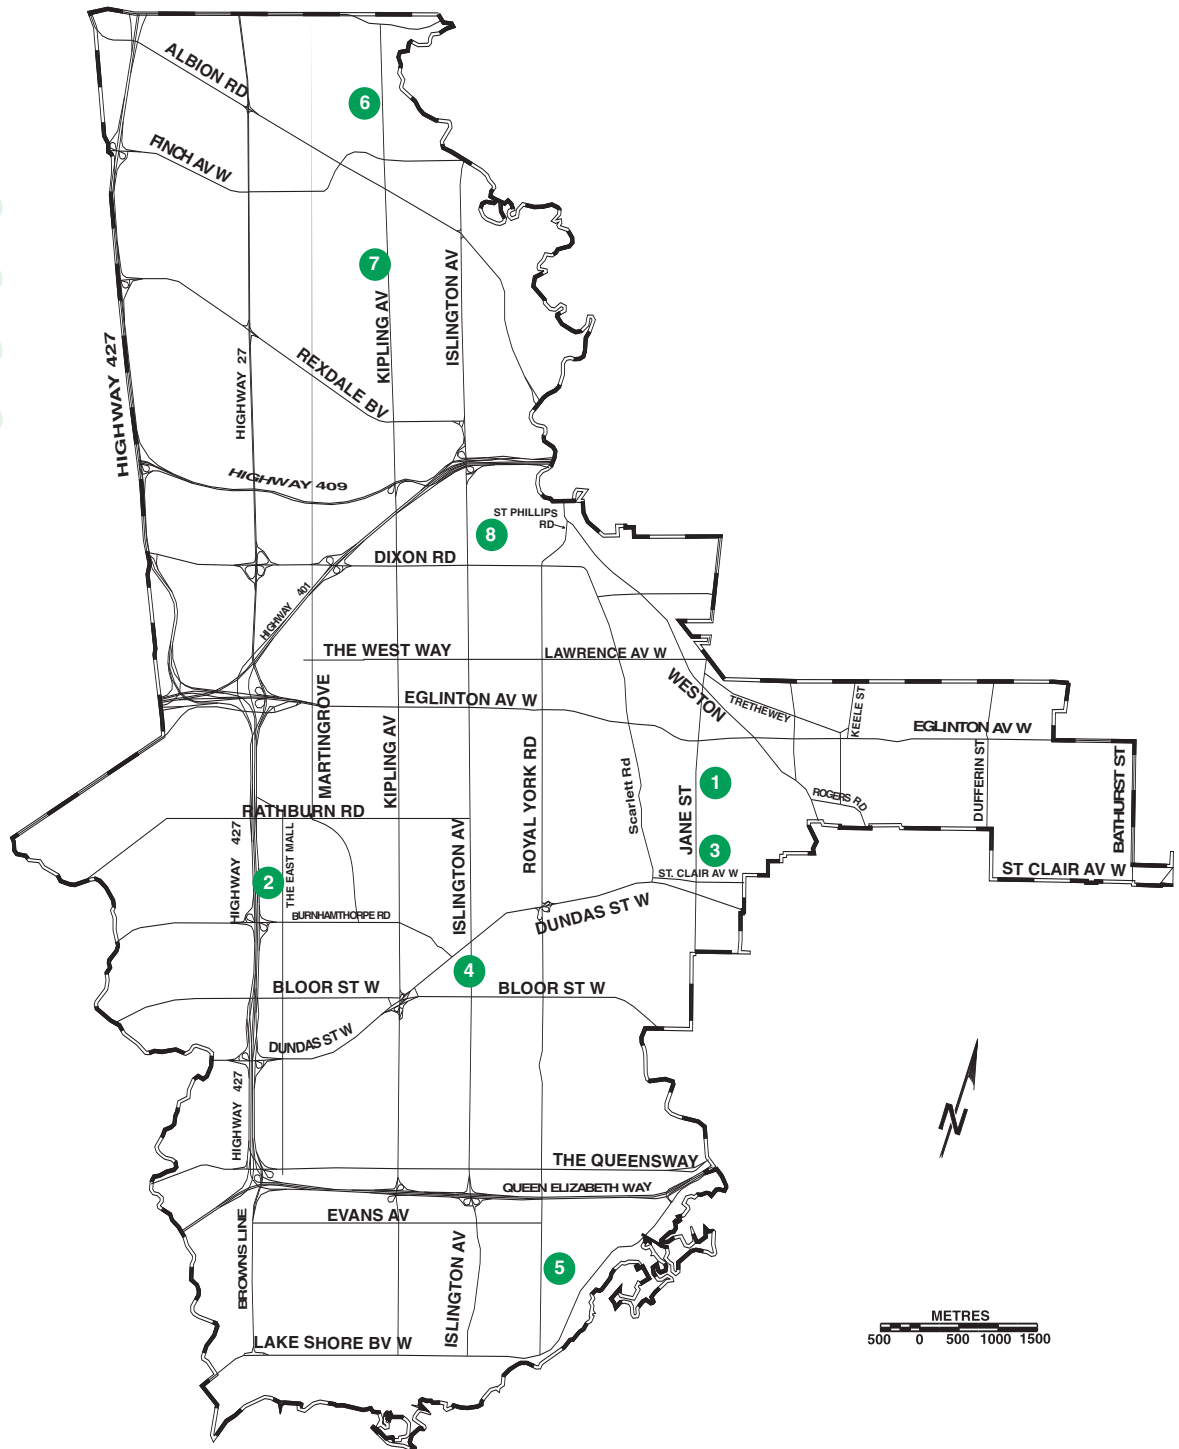 ALBION RD
6
FINCH AV W
7
KIPLING AV
ISLINGTON AV
HIGHWAY 427
HIGHWAY 27
REXDALE BV
HIGHWAY 409
ST PHILLIPS
RD
8
DIXON RD
HIGHWAY 401
THE WEST WAY
LAWRENCE AV W
WESTON
TRETHEWEY
KEELE ST
MARTINGROVE
EGLINTON AV W
EGLINTON AV W
KIPLING AV
ROYAL YORK RD
Scarlett Rd
JANE ST
1
ROGERS RD
DUFFERIN ST
BATHURST ST
RATHBURN RD
HIGHWAY 427
THE EAST MALL
ISLINGTON AV
3
ST. CLAIR AV W
ST CLAIR AV W
2
BURNHAMTHORPE RD
DUNDAS ST W
4
BLOOR ST W
BLOOR ST W
DUNDAS ST W
HIGHWAY 427
N
THE QUEENSWAY
QUEEN ELIZABETH WAY
EVANS AV
BROWNS LINE
ISLINGTON AV
5
LAKE SHORE BV W
METRES
500 0 500 1000 1500